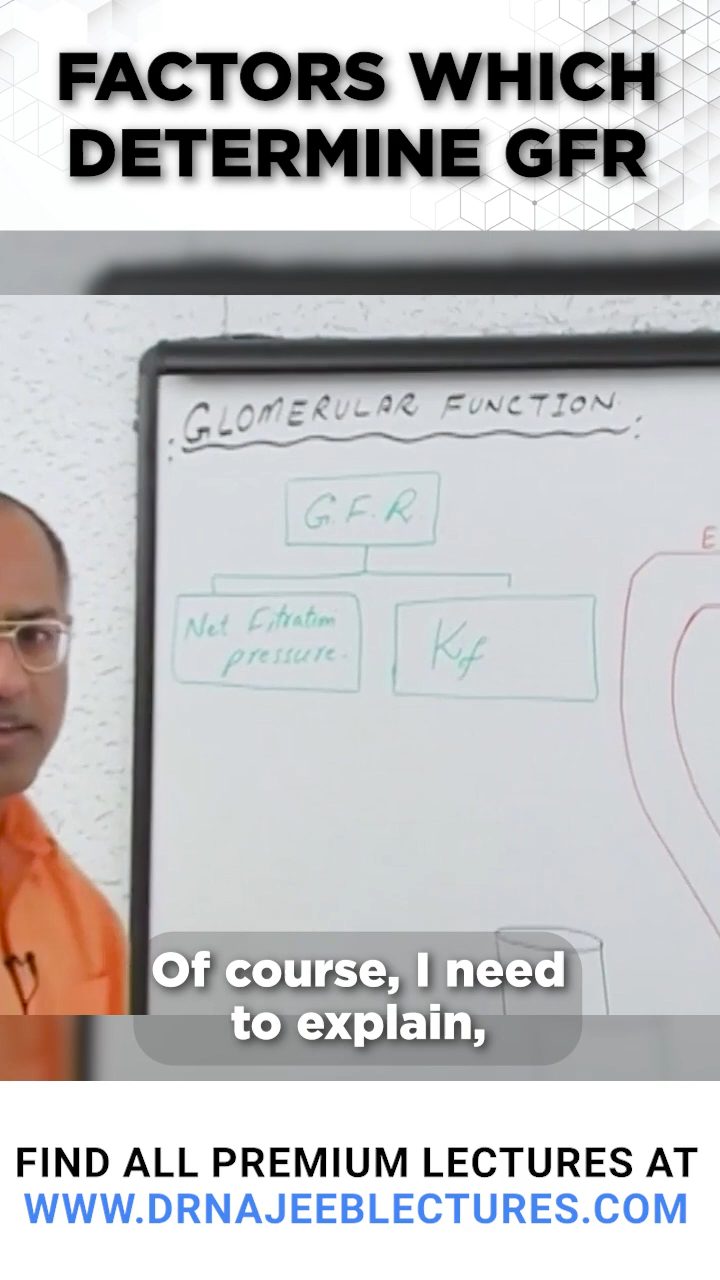 FACTORS WHICH
DETERMINE GFR
GLOMERULAR FUNCTION
G.F.R.
Net Filtration
pressure
Kf
E
Of course, I need
to explain,
FIND ALL PREMIUM LECTURES AT
WWW.DRNAJEEBLECTURES.COM